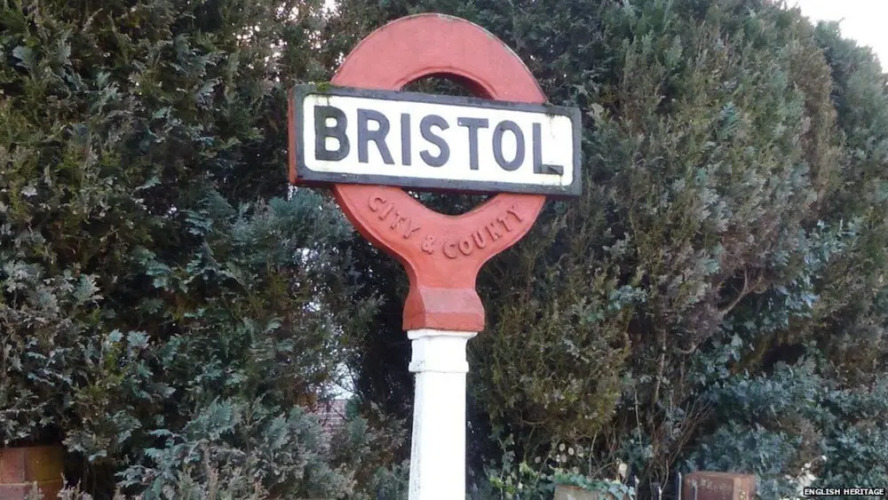 BRISTOL
CITY & COUNTY
ENGLISH HERITAGE